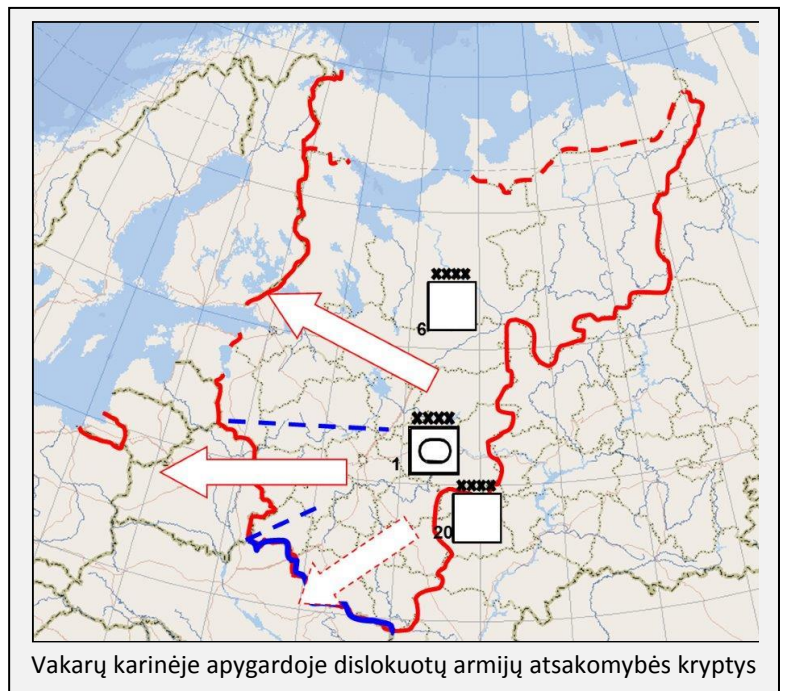 xxxx
6
xxxx
1
xxxx
20
Vakarų karinėje apygardoje dislokuotų armijų atsakomybės kryptys